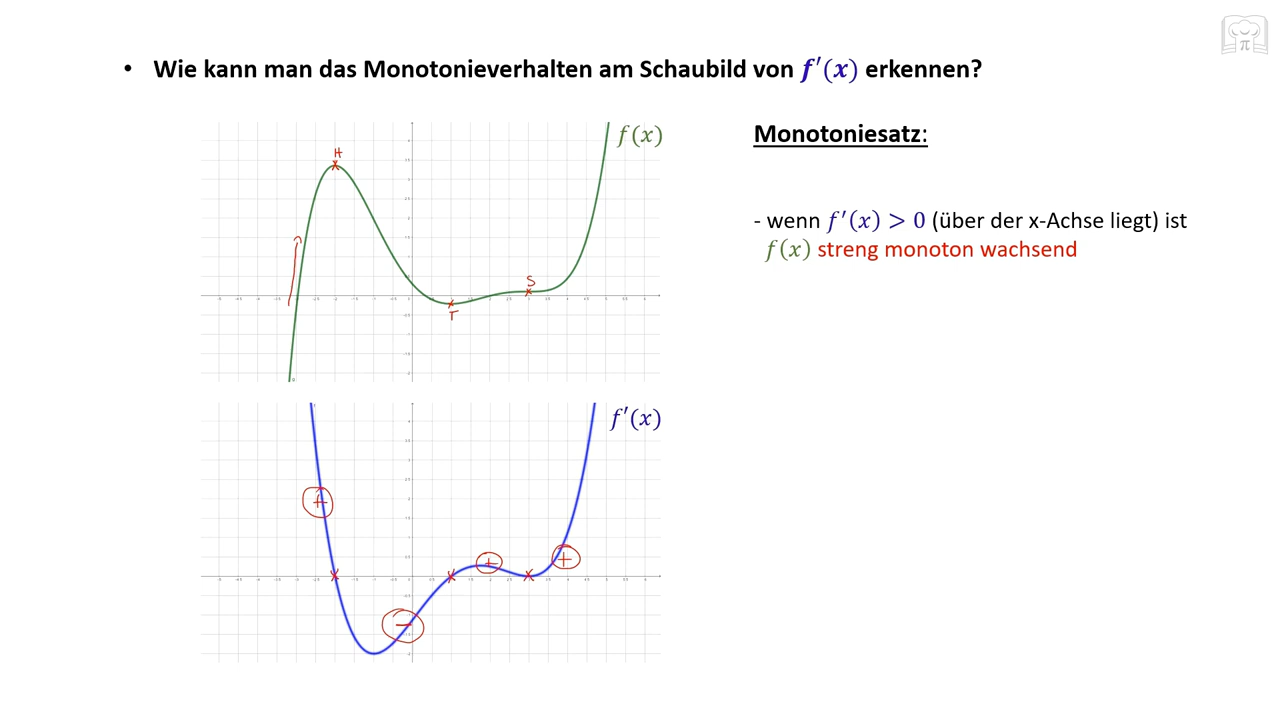 • Wie kann man das Monotonieverhalten am Schaubild von f′(x) erkennen?
f(x)
H
S
T
Monotoniesatz:
- wenn f′(x) > 0 (über der x-Achse liegt) ist
f(x) streng monoton wachsend
f′(x)
+
+
+
−
π